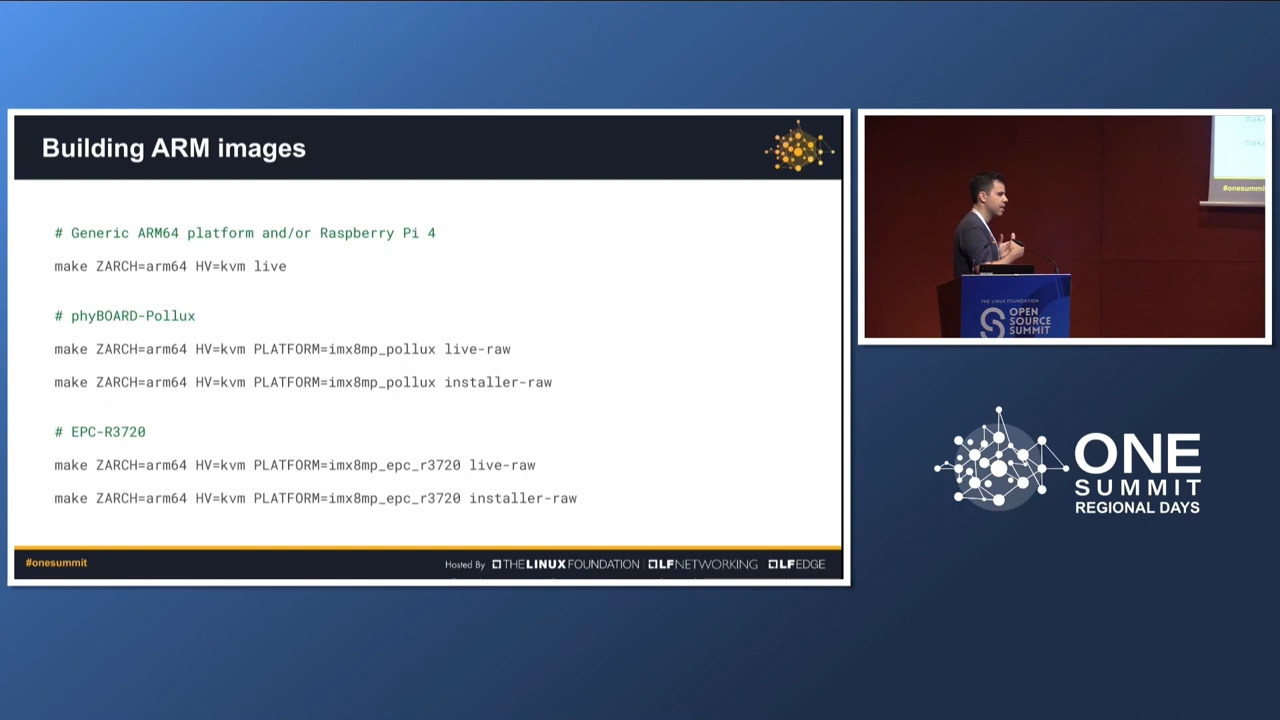 Building ARM images
# Generic ARM64 platform and/or Raspberry Pi 4
make ZARCH=arm64 HV=kvm live
# phyBOARD-Pollux
make ZARCH=arm64 HV=kvm PLATFORM=imx8mp_pollux live-raw
make ZARCH=arm64 HV=kvm PLATFORM=imx8mp_pollux installer-raw
# EPC-R3720
make ZARCH=arm64 HV=kvm PLATFORM=imx8mp_epc_r3720 live-raw
make ZARCH=arm64 HV=kvm PLATFORM=imx8mp_epc_r3720 installer-raw
#onesummit
Hosted By THE LINUX FOUNDATION LFNETWORKING LFEDGE
#onesummi
THE LINUX FOUNDATION
OPEN
SOURCE
SUMMIT
ONE
SUMMIT
REGIONAL DAYS